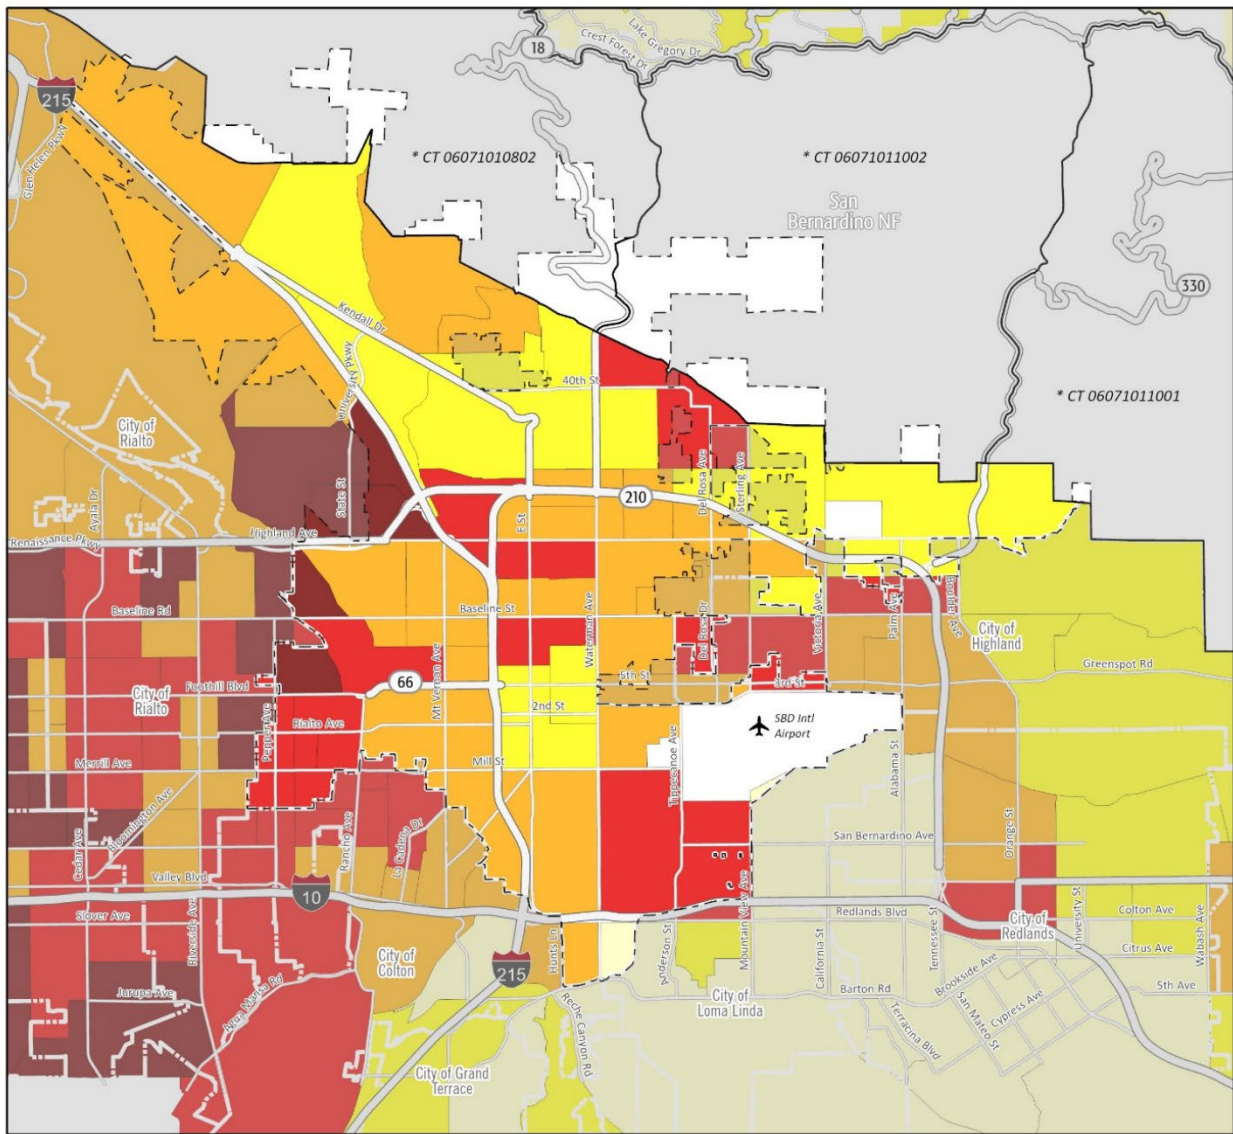 Lake Gregory Dr
Crest Forest Dr
18
215
Glen Helen Pkwy
* CT 06071010802
* CT 06071011002
San
Bernardino NF
330
Kendall Dr
University Pkwy
40th St
* CT 06071011001
City of
Rialto
Ayala Dr
State St
E St
210
Del Rosa Ave
Sterling Ave
Highland Ave
Renaissance Pkwy
Baseline Rd
Baseline St
Waterman Ave
Del Rosa Dr
Victoria Ave
Palm Ave
Boulder
Ave
City of
Highland
Greenspot Rd
Foothill Blvd
City of
Rialto
66
Mt Vernon Ave
5th St
3rd St
2nd St
Pepper Ave
Rialto Ave
SBD Intl
Airport
Tippecanoe Ave
Alabama St
Merrill Ave
Mill St
Bloomington Ave
Cedar Ave
Rancho Ave
La Cadena Dr
San Bernardino Ave
Orange St
Valley Blvd
10
Slover Ave
Riverside Ave
Redlands Blvd
Tennessee St
City of
Redlands
University St
Colton Ave
Citrus Ave
Wabash Ave
City of
Colton
215
Hunts Ln
Anderson St
Mountain View Ave
California St
Brookside Ave
Jurupa Ave
Agua Mansa Rd
Reche Canyon Rd
City of
Loma Linda
Barton Rd
Terracina Blvd
San Mateo St
Cypress Ave
5th Ave
City of Grand
Terrace